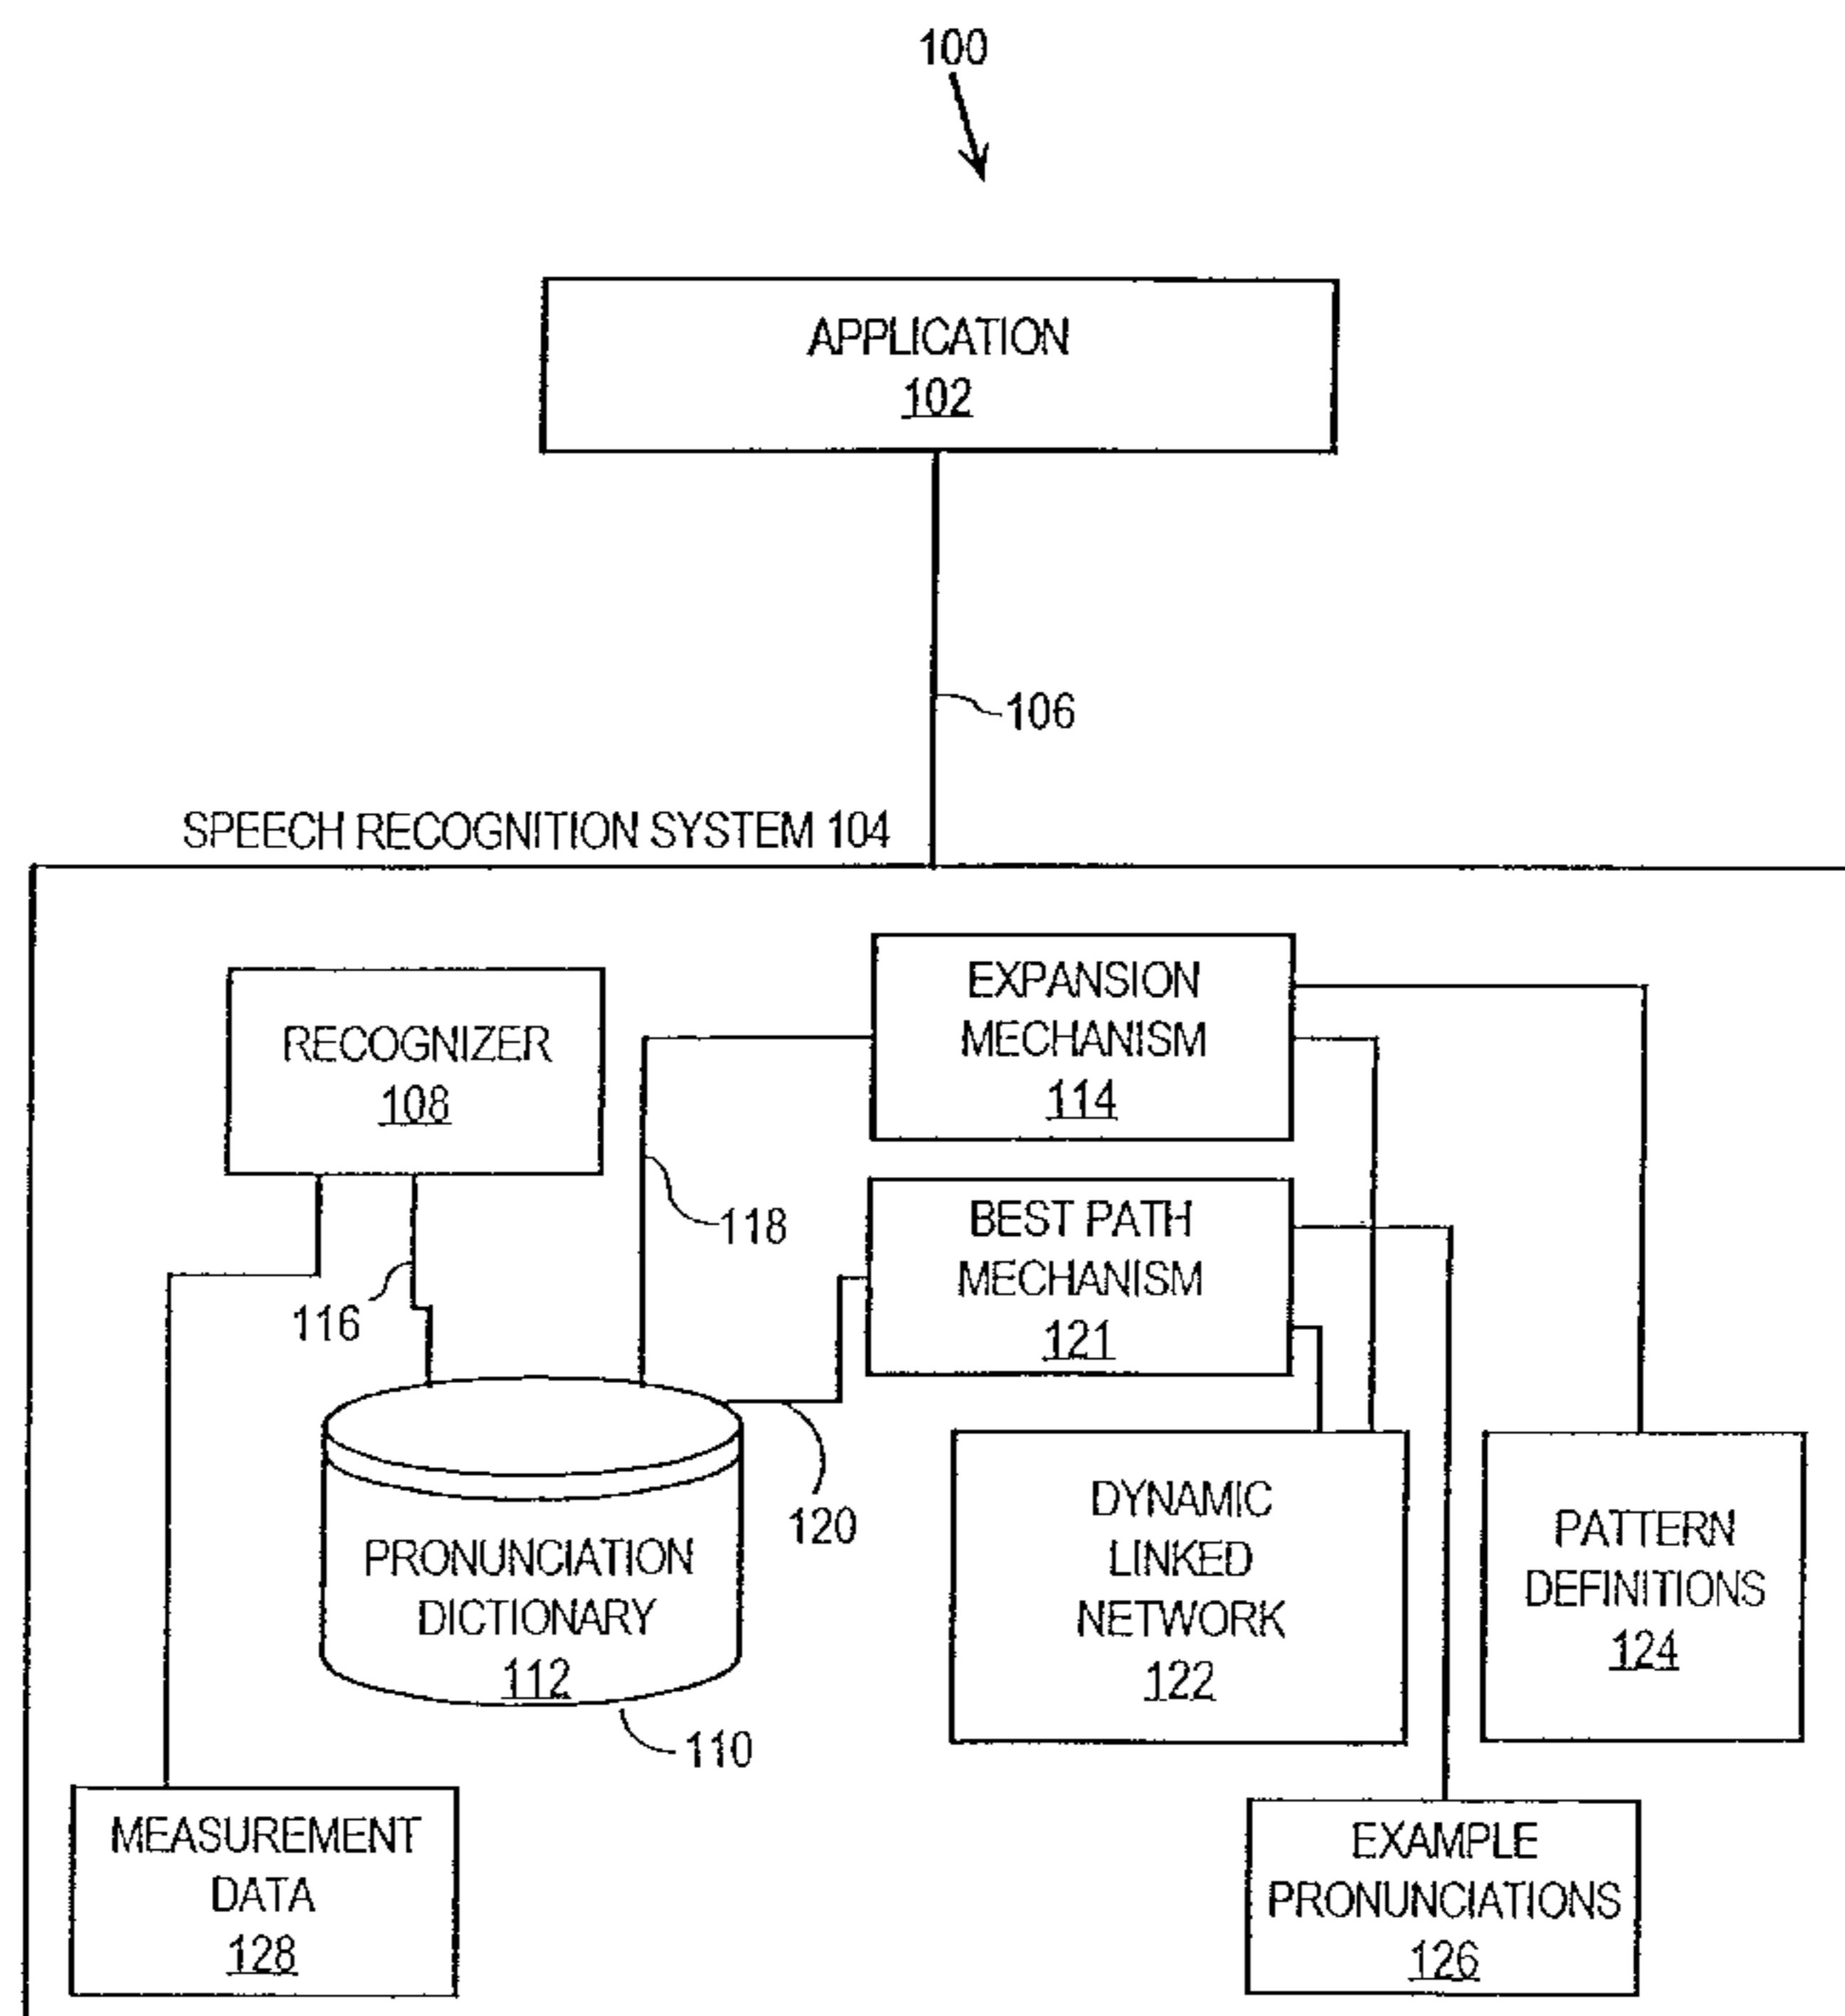 100
APPLICATION
102
106
SPEECH RECOGNITION SYSTEM 104
RECOGNIZER
108
EXPANSION
MECHANISM
114
118
BEST PATH
MECHANISM
121
116
120
PRONUNCIATION
DICTIONARY
112
110
DYNAMIC
LINKED
NETWORK
122
PATTERN
DEFINITIONS
124
MEASUREMENT
DATA
128
EXAMPLE
PRONUNCIATIONS
126